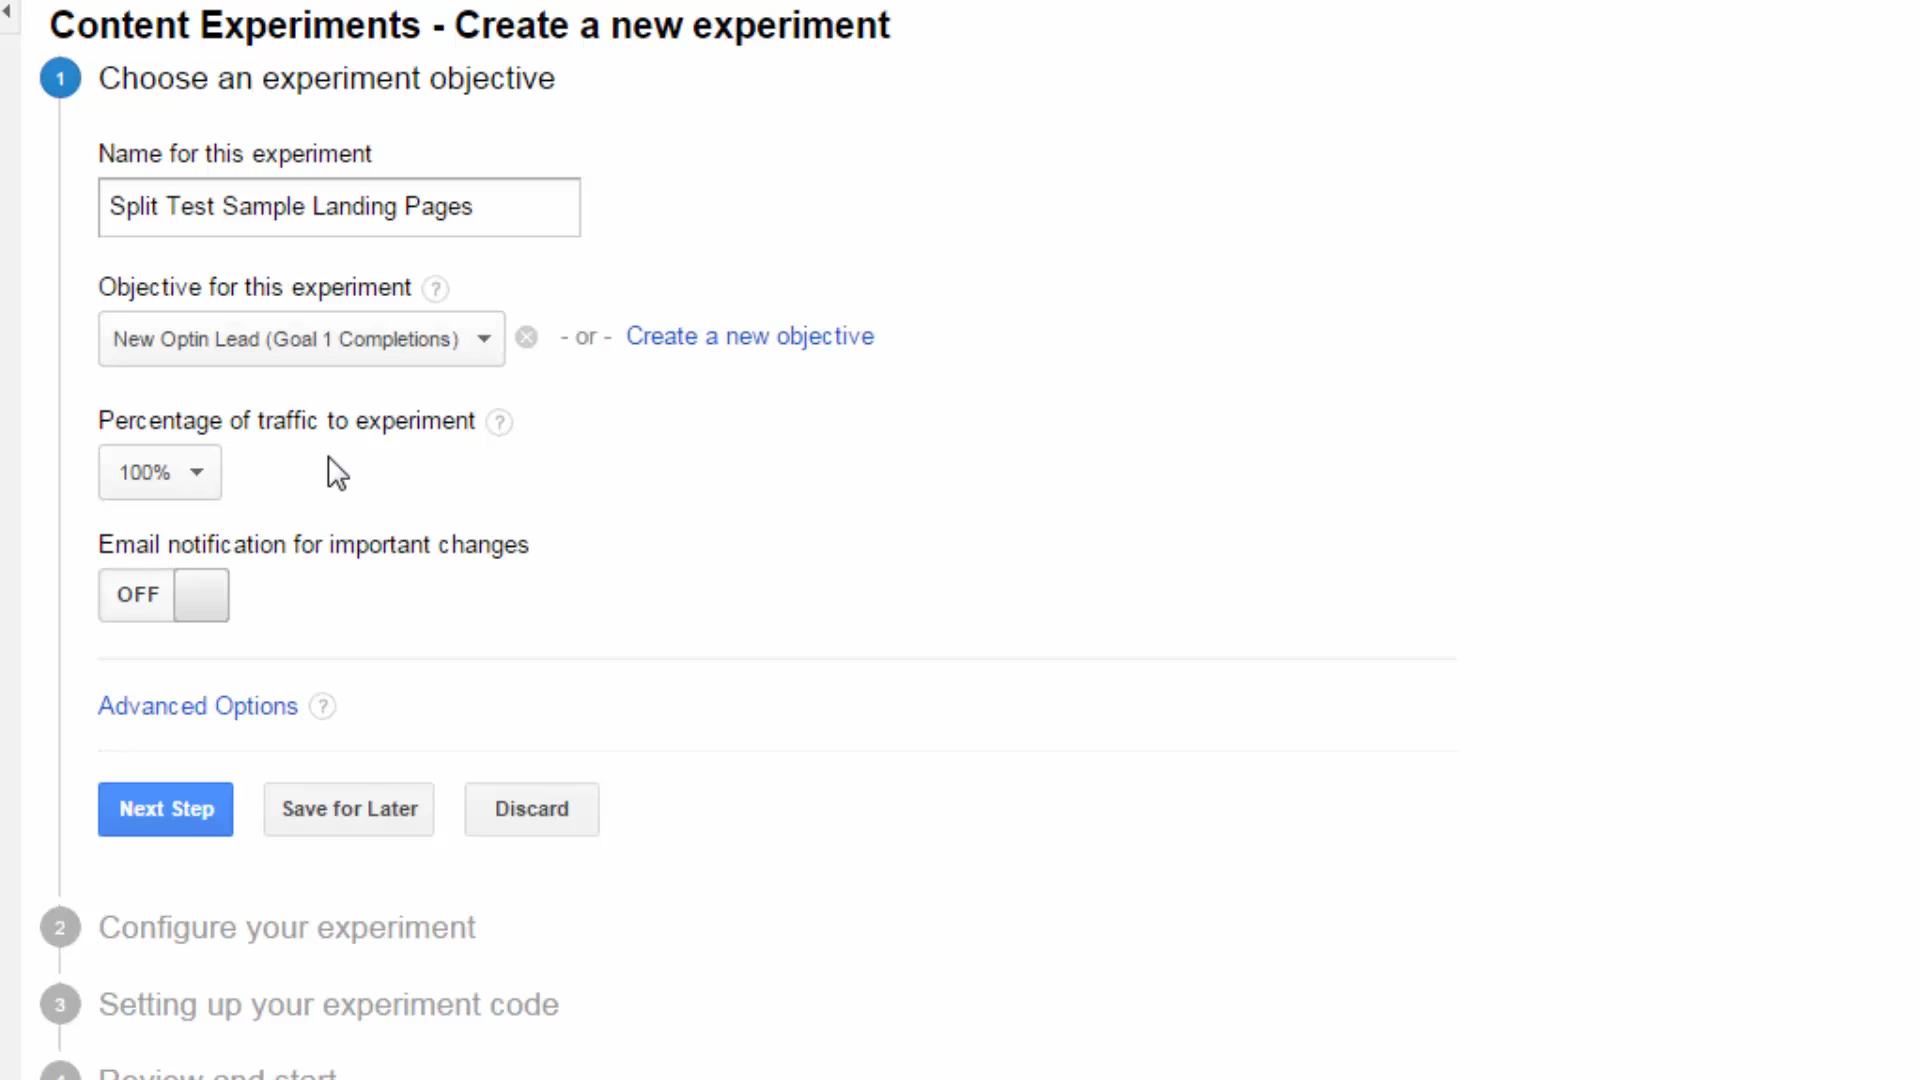 Content Experiments - Create a new experiment
1 Choose an experiment objective
Name for this experiment
Split Test Sample Landing Pages
Objective for this experiment ?
New Optin Lead (Goal 1 Completions) - or - Create a new objective
Percentage of traffic to experiment ?
100%
Email notification for important changes
OFF
Advanced Options ?
Next Step Save for Later Discard
2 Configure your experiment
3 Setting up your experiment code
Review and start